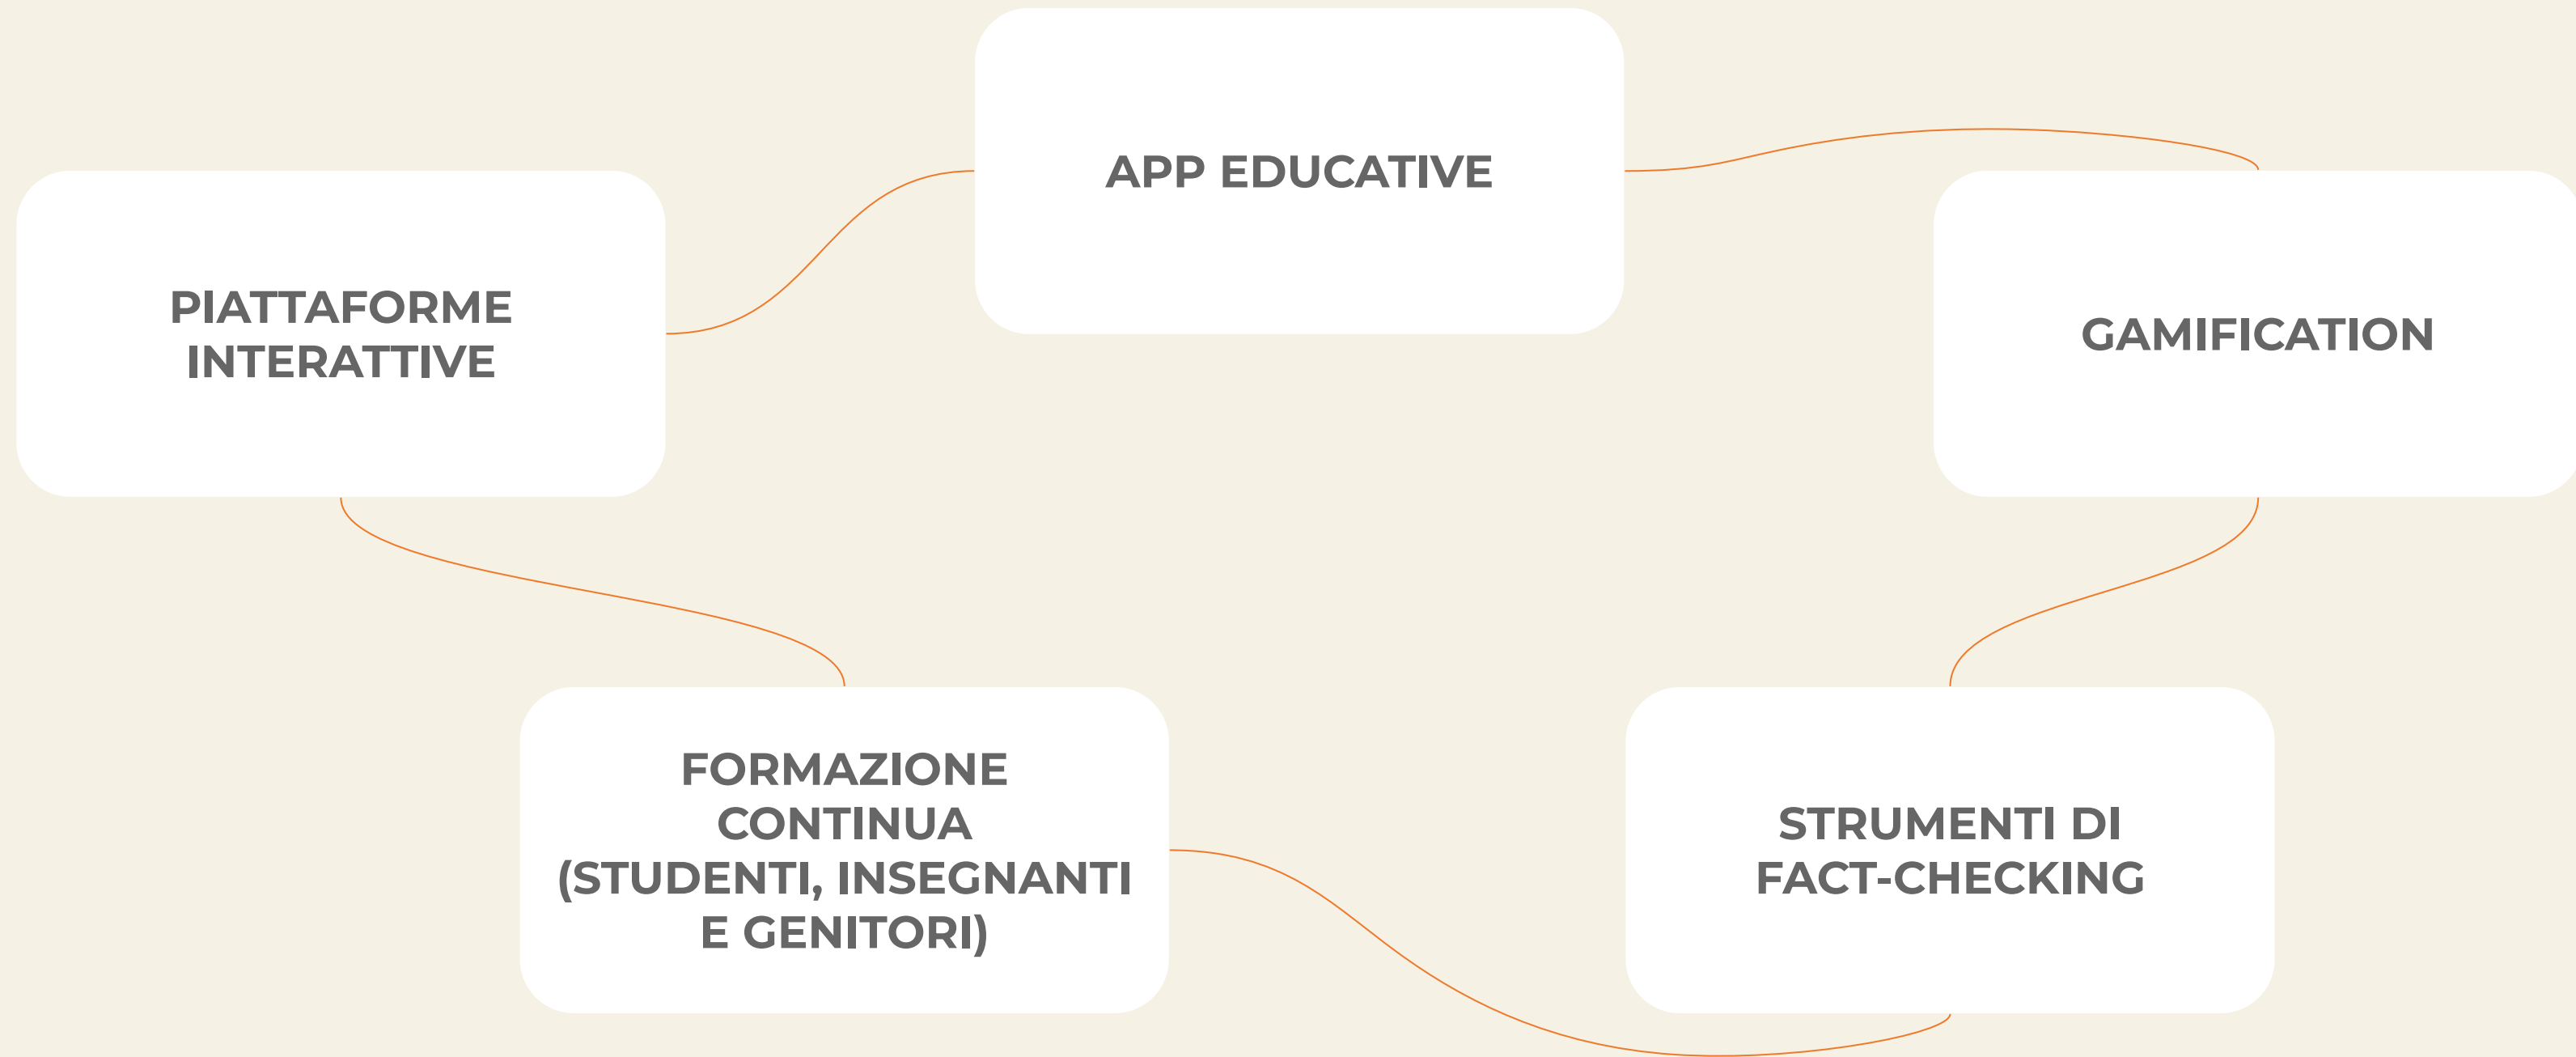 APP EDUCATIVE
PIATTAFORME
INTERATTIVE
GAMIFICATION
FORMAZIONE
CONTINUA
(STUDENTI, INSEGNANTI
E GENITORI)
STRUMENTI DI
FACT-CHECKING